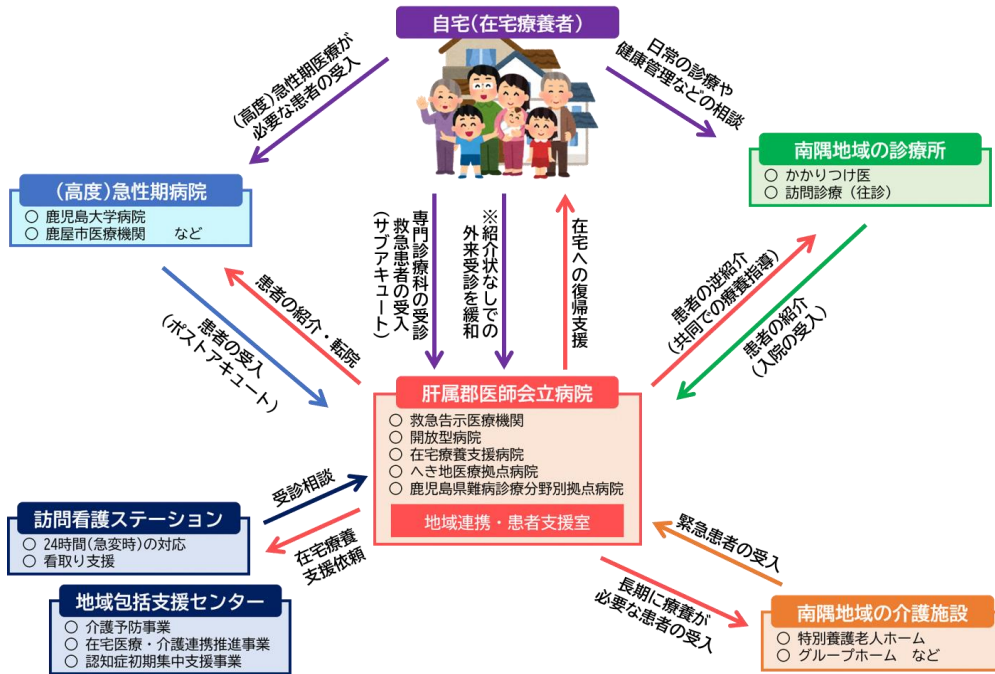 自宅(在宅療養者)
(高度)急性期医療が
必要な患者の受入
日常の診療や
健康管理などの相談
(高度)急性期病院
○ 鹿児島大学病院
○ 鹿屋市医療機関 など
南隅地域の診療所
○ かかりつけ医
○ 訪問診療(往診)
専門診療科の受診
救急患者の受入
(サブアキュート)
※紹介状なしでの
外来受診を緩和
在宅への復帰支援
患者の紹介・転院
患者の受入
(ポストアキュート)
患者の逆紹介
(共同での療養指導)
患者の紹介
(入院の受入)
肝属郡医師会立病院
○ 救急告示医療機関
○ 開放型病院
○ 在宅療養支援病院
○ へき地医療拠点病院
○ 鹿児島県難病診療分野別拠点病院
地域連携・患者支援室
受診相談
在宅療養
支援依頼
訪問看護ステーション
○ 24時間(急変時)の対応
○ 看取り支援
地域包括支援センター
○ 介護予防事業
○ 在宅医療・介護連携推進事業
○ 認知症初期集中支援事業
緊急患者の受入
長期に療養が
必要な患者の受入
南隅地域の介護施設
○ 特別養護老人ホーム
○ グループホーム など